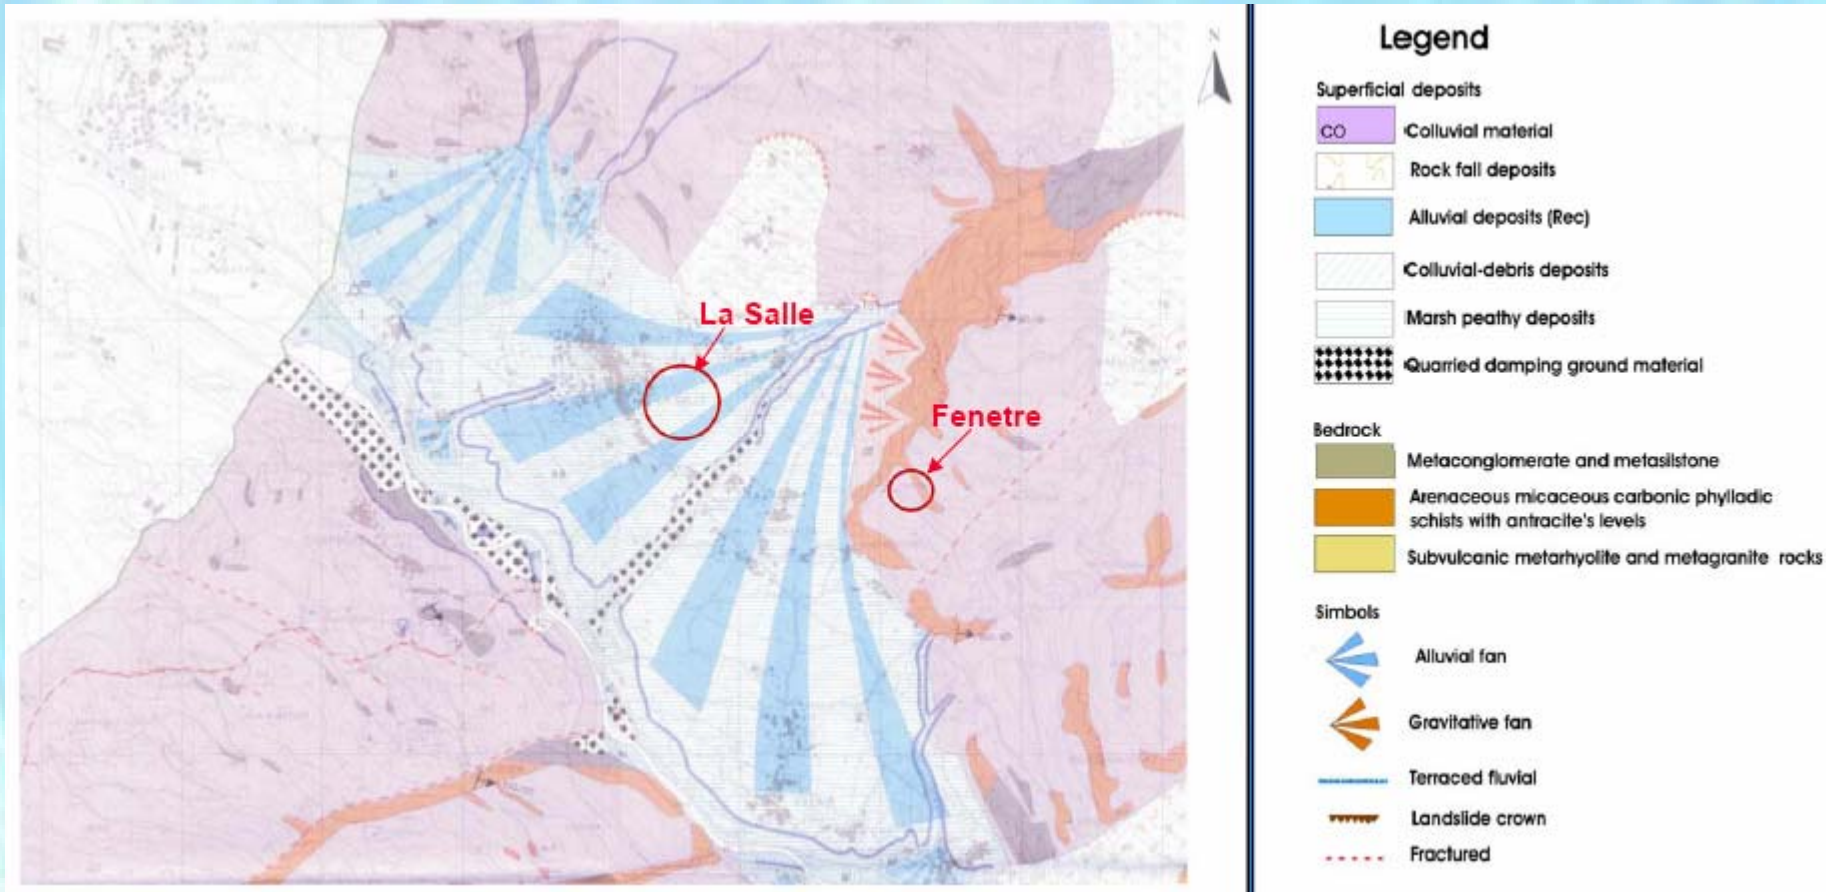 N
La Salle
Fenetre
Legend
Superficial deposits
CO
Colluvial material
Rock fall deposits
Alluvial deposits (Rec)
Colluvial-debris deposits
Marsh peathy deposits
Quarried damping ground material
Bedrock
Metaconglomerate and metasilstone
Arenaceous micaceous carbonic phylladic
schists with antracite's levels
Subvulcanic metarhyolite and metagranite rocks
Simbols
Alluvial fan
Gravitative fan
Terraced fluvial
Landslide crown
Fractured